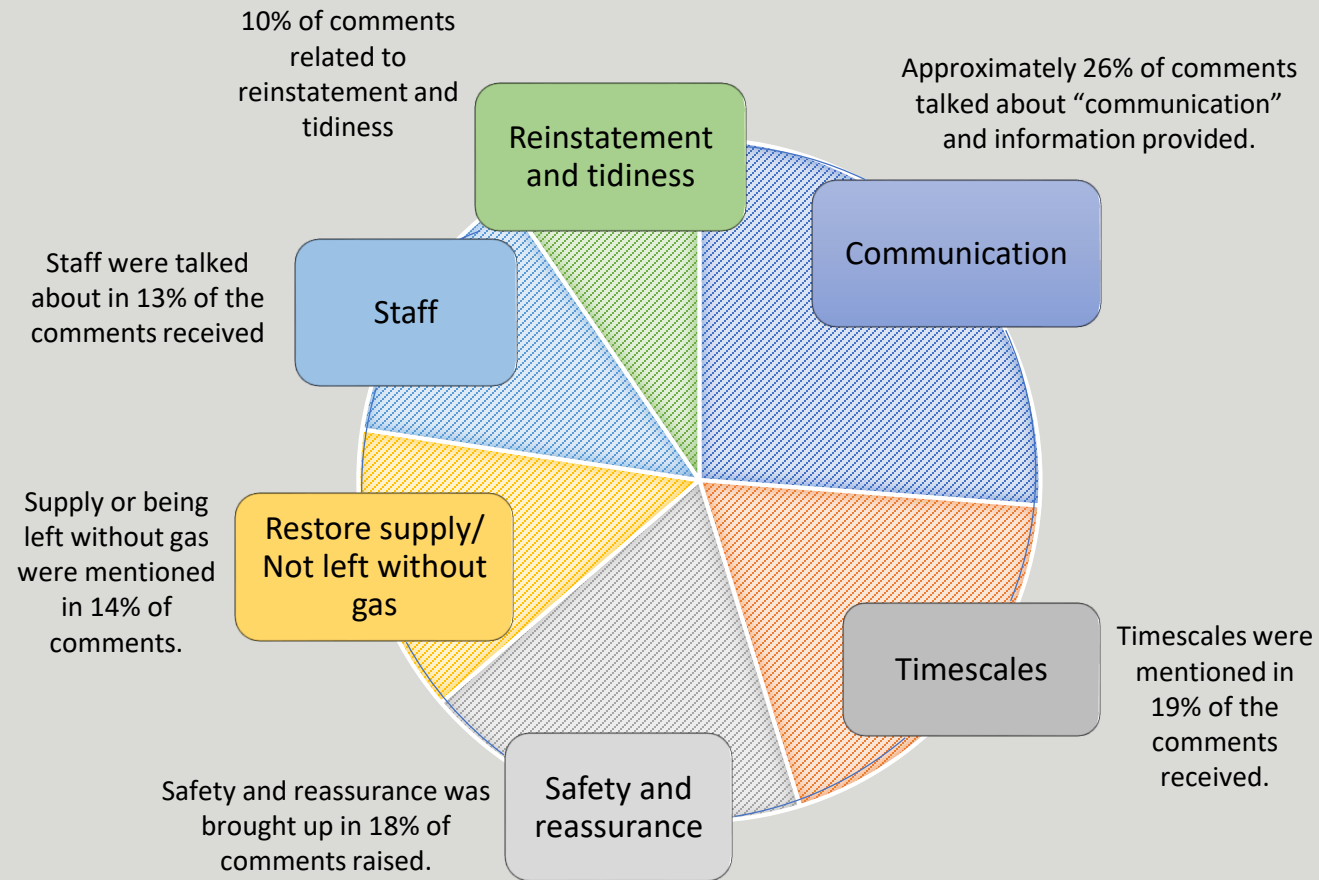 10% of comments
related to
reinstatement and
tidiness
Reinstatement
and tidiness
Approximately 26% of comments
talked about “communication”
and information provided.
Communication
Staff were talked
about in 13% of the
comments received
Staff
Supply or being
left without gas
were mentioned
in 14% of
comments.
Restore supply/
Not left without
gas
Timescales
Timescales were
mentioned in
19% of the
comments
received.
Safety and reassurance was
brought up in 18% of
comments raised.
Safety and
reassurance